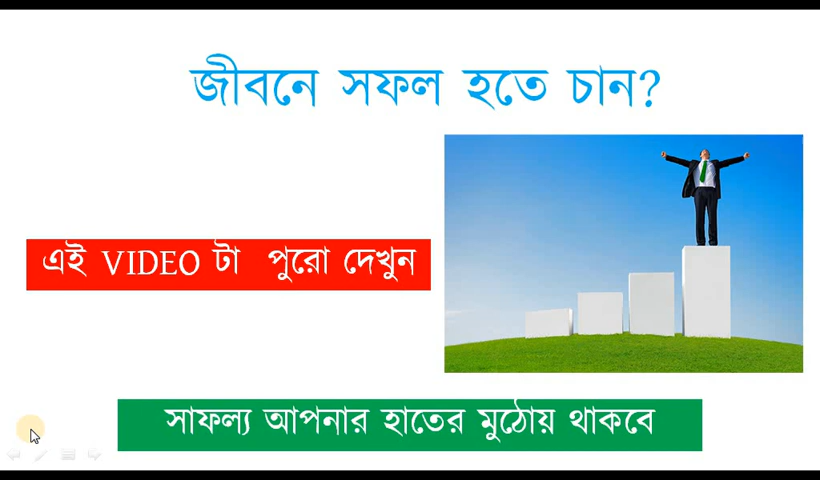 জীবনে সফল হতে চান?
এই VIDEO টা পুরো দেখুন
সাফল্য আপনার হাতের মুঠোয় থাকবে